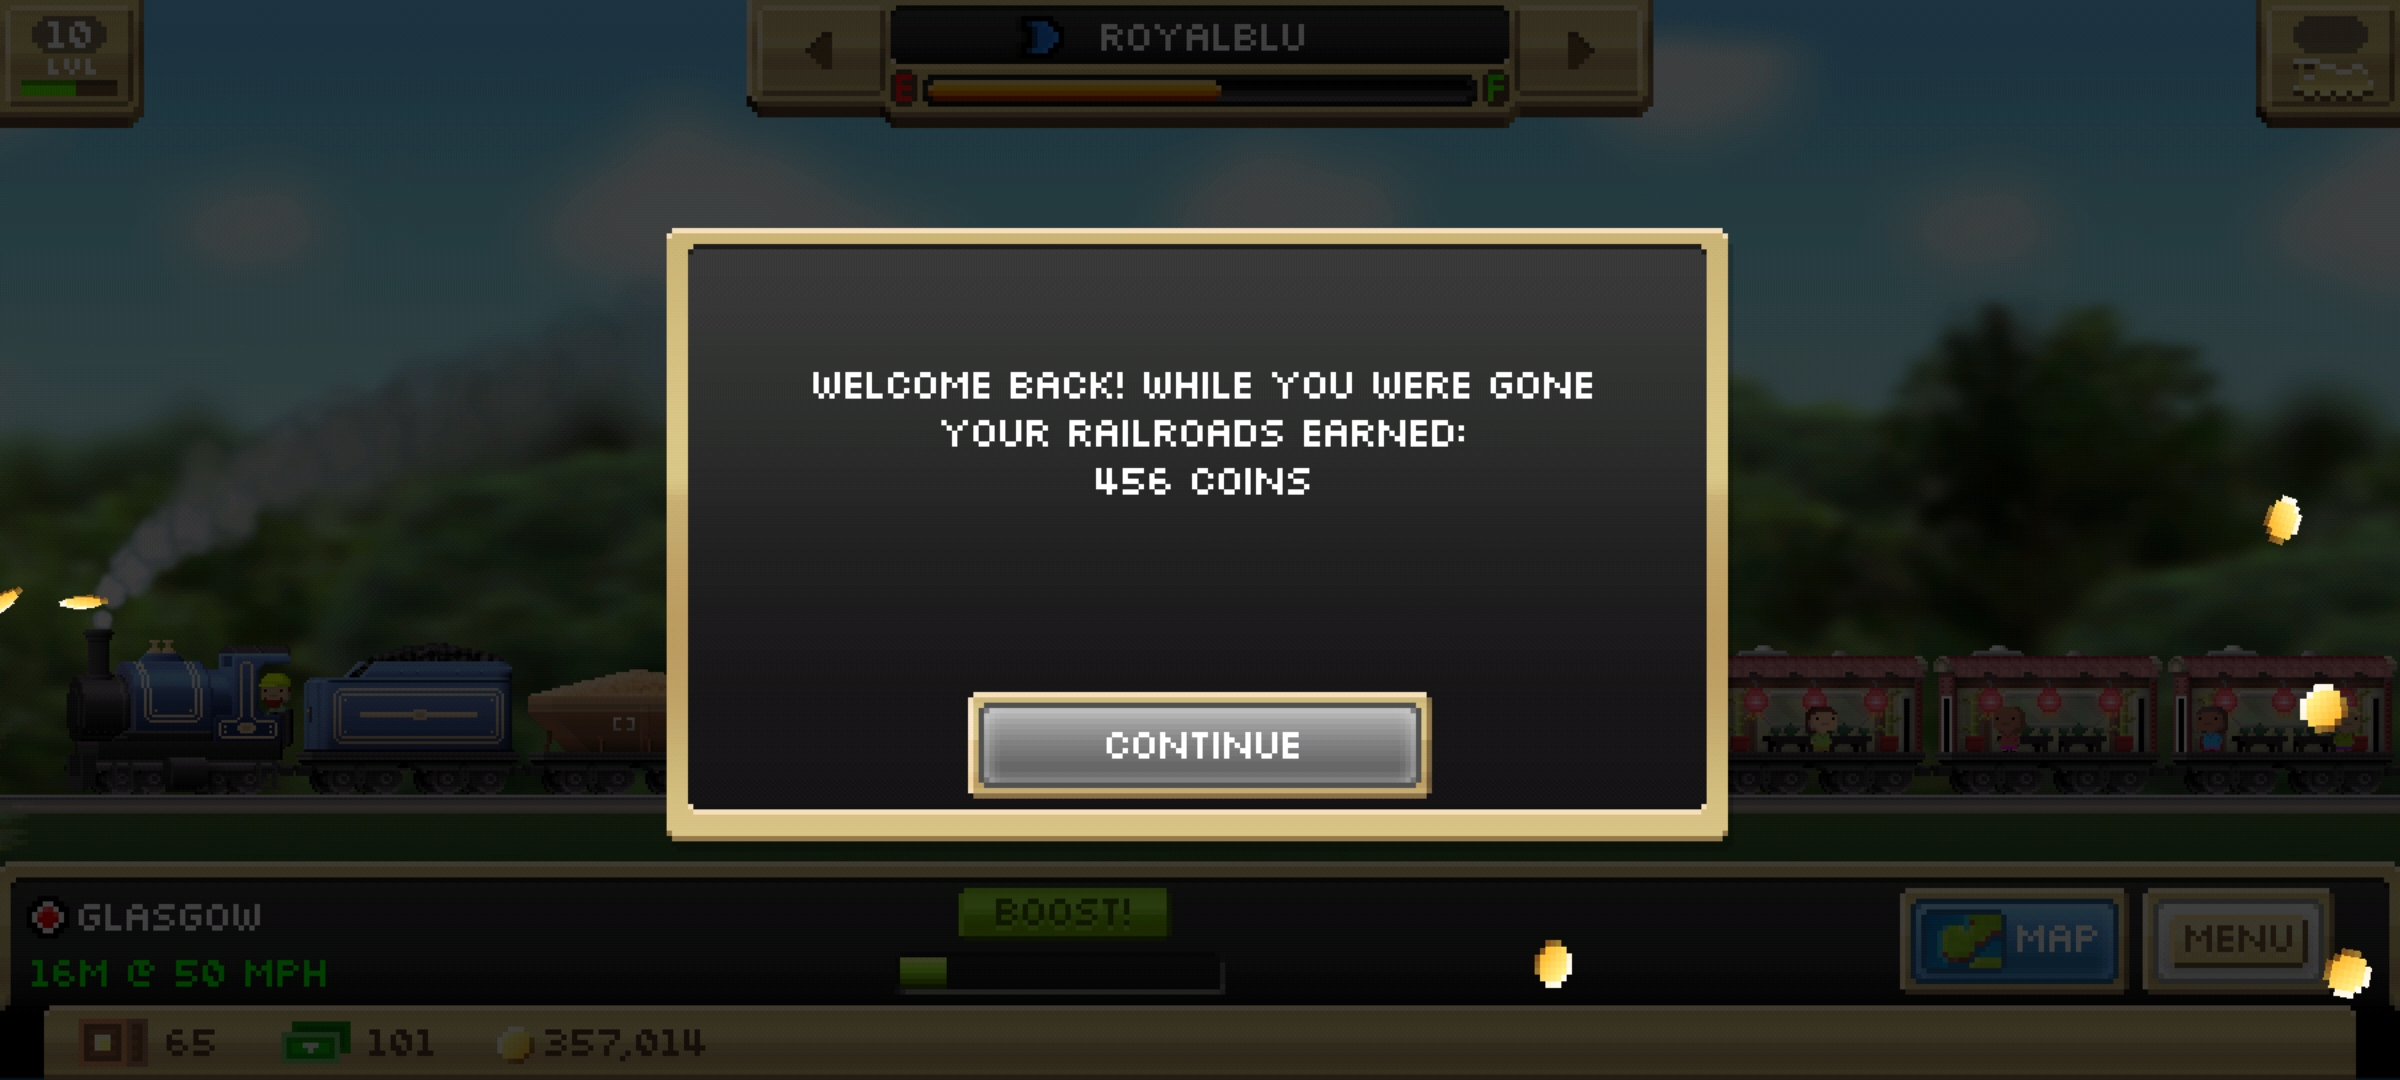 10
LVL
ROYALBLU
E
F
WELCOME BACK! WHILE YOU WERE GONE
YOUR RAILROADS EARNED:
456 COINS
CONTINUE
GLASGOW
16M @ 50 MPH
BOOST!
MAP
MENU
65
101
357,014